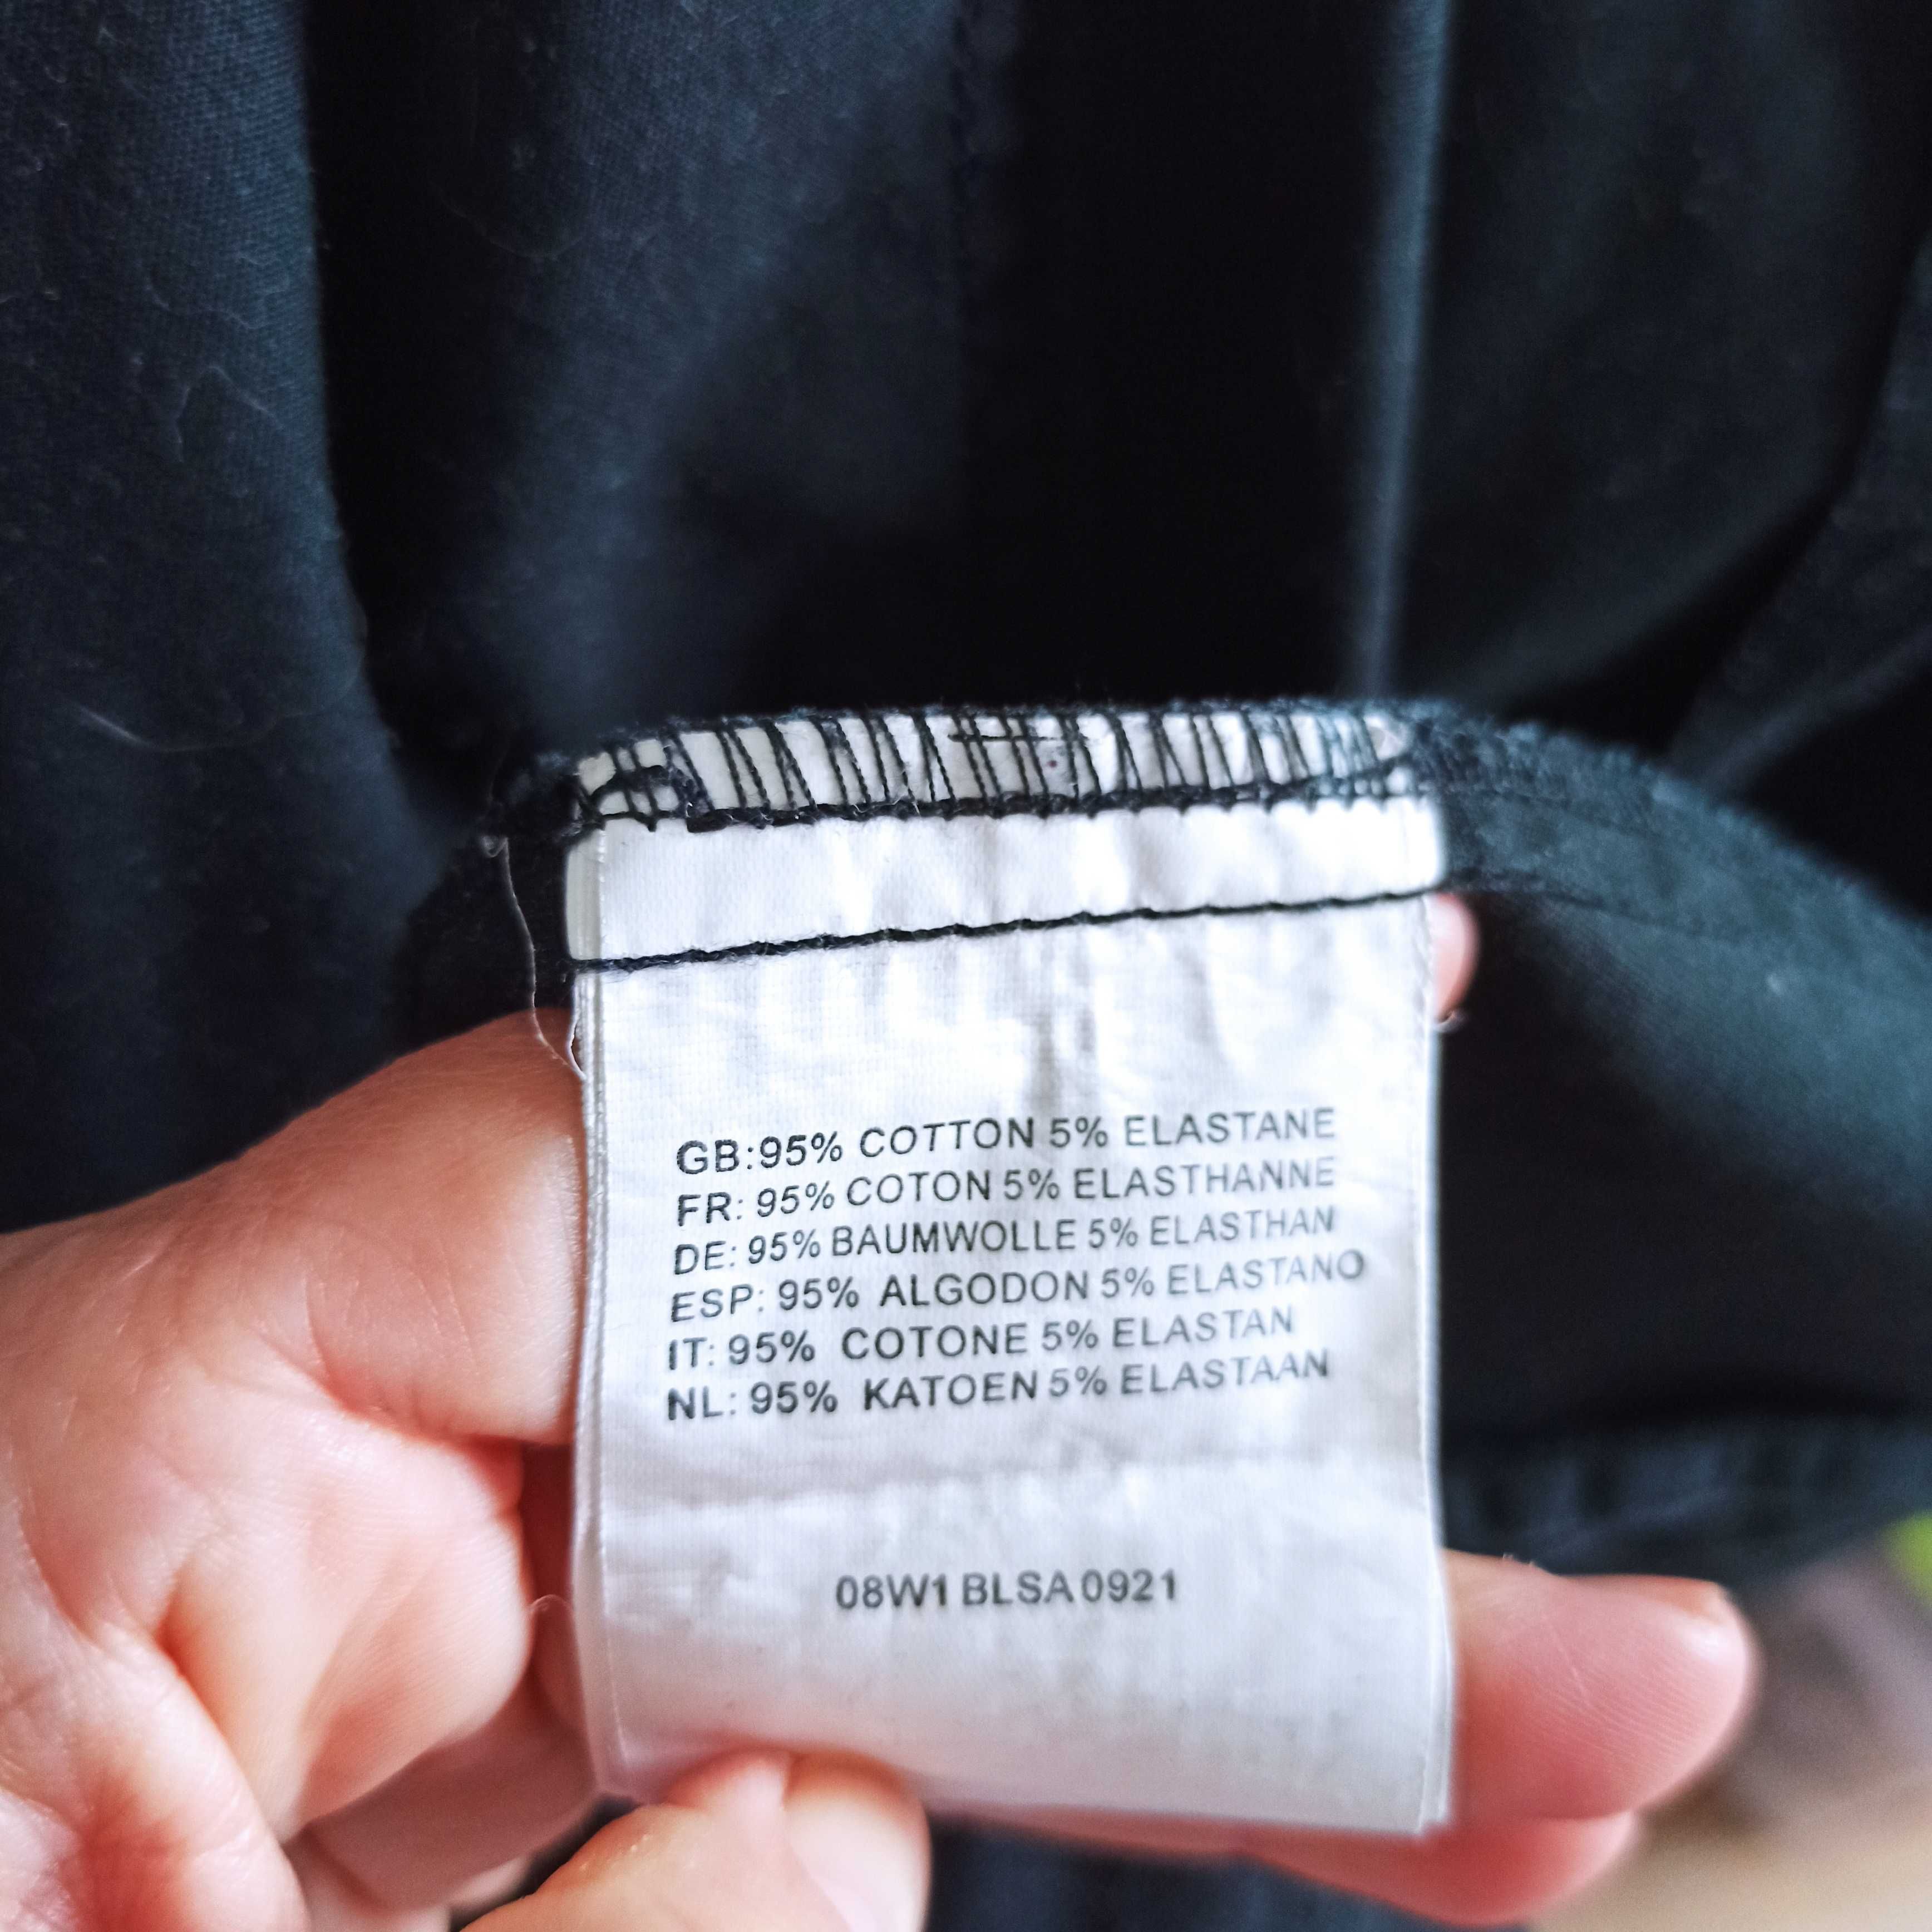 GB:95% COTTON 5% ELASTANE
FR: 95% COTON 5% ELASTHANNE
DE: 95% BAUMWOLLE 5% ELASTHAN
ESP: 95% ALGODON 5% ELASTANO
IT: 95% COTONE 5% ELASTAN
NL: 95% KATOEN 5% ELASTAAN
08W1 BLSA 0921